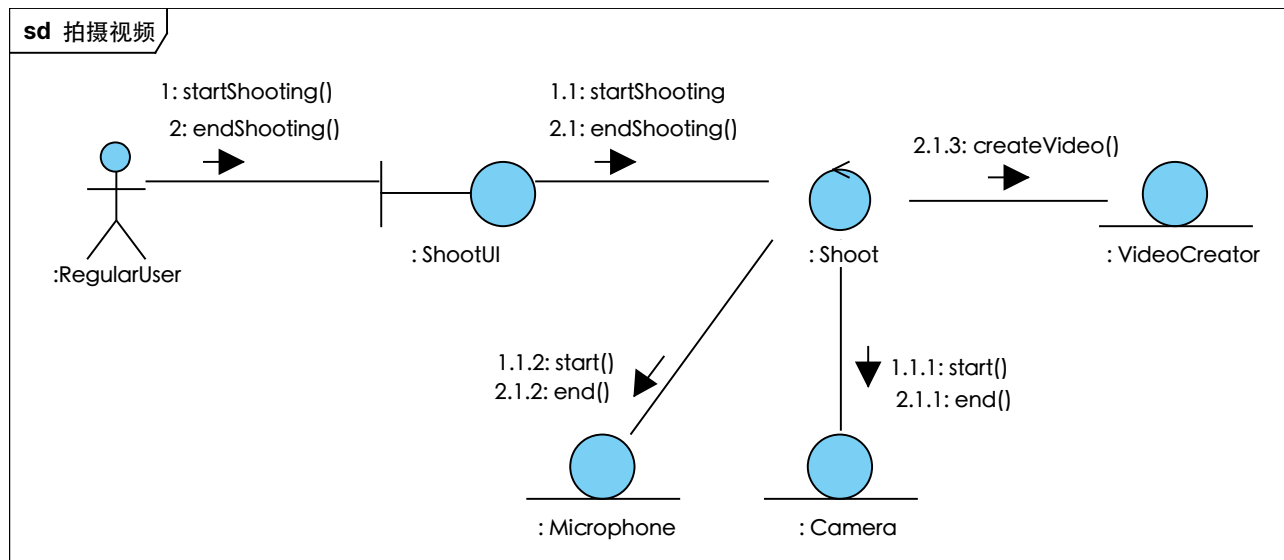 sd 拍摄视频
1: startShooting()
2: endShooting()
1.1: startShooting
2.1: endShooting()
2.1.3: createVideo()
:RegularUser
: ShootUI
: Shoot
: VideoCreator
1.1.2: start()
2.1.2: end()
1.1.1: start()
2.1.1: end()
: Microphone
: Camera